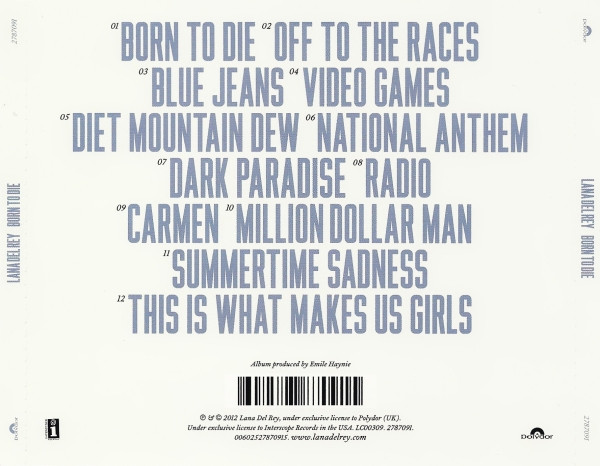 01 BORN TO DIE 02 OFF TO THE RACES
03 BLUE JEANS 04 VIDEO GAMES
05 DIET MOUNTAIN DEW 06 NATIONAL ANTHEM
07 DARK PARADISE 08 RADIO
09 CARMEN 10 MILLION DOLLAR MAN
11 SUMMERTIME SADNESS
12 THIS IS WHAT MAKES US GIRLS
Album produced by Emile Haynie
℗ & © 2012 Lana Del Rey, under exclusive license to Polydor (UK).
Under exclusive license to Interscope Records in the USA. LC00309. 2787091.
00602527870915. www.lanadelrey.com
Polydor
2787091
LANA DEL REY BORN TO DIE
Polydor
Polydor
LANA DEL REY BORN TO DIE
2787091